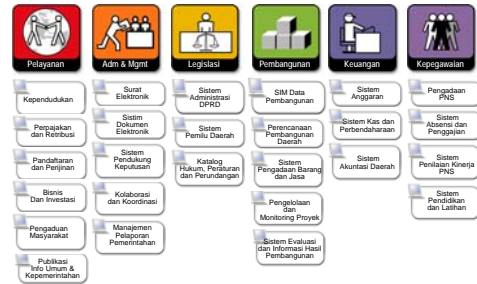 Pelayanan
Adm & Mgmt
Legislasi
Pembangunan
Keuangan
Kepegawaian
Kependudukan
Perpajakan
dan Retribusi
Pandaftaran
dan Perijinan
Bisnis
Dan Investasi
Pengaduan
Masyarakat
Publikasi
Info Umum &
Kepemerintahan
Surat
Elektronik
Sistim
Dokumen
Elektronik
Sistem
Pendukung
Keputusan
Kolaborasi
dan Koordinasi
Manajemen
Pelaporan
Pemerintahan
Sistem
Administrasi
DPRD
Sistem
Pemilu Daerah
Katalog
Hukum, Peraturan
dan Perundangan
SIM Data
Pembangunan
Perencanaan
Pembangunan
Daerah
Sistem
Pengadaan Barang
dan Jasa
Pengelolaan
dan
Monitoring Proyek
Sistem Evaluasi
dan Informasi Hasil
Pembangunan
Sistem
Anggaran
Sistem Kas dan
Perbendaharaan
Sistem
Akuntasi Daerah
Pengadaan
PNS
Sistem
Absensi dan
Penggajian
Sistem
Penilaian Kinerja
PNS
Sistem
Pendidikan
dan Latihan